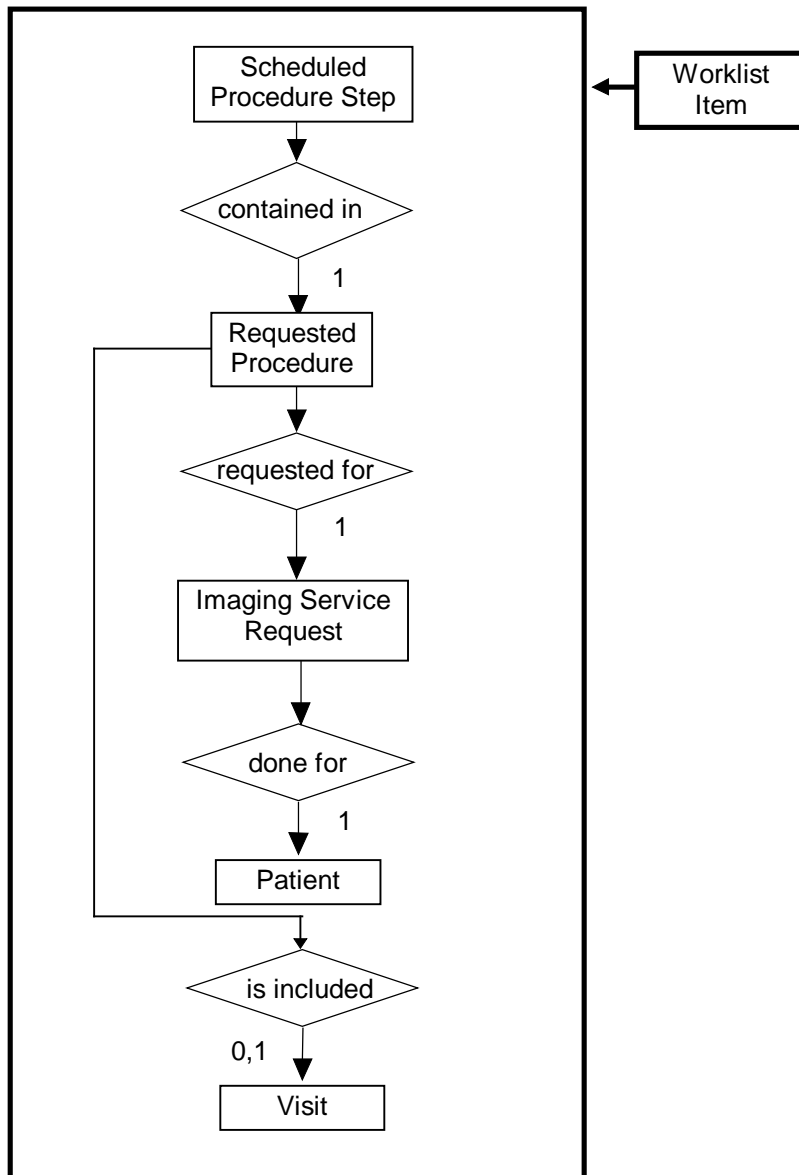 Scheduled
Procedure Step
Worklist
Item
contained in
1
Requested
Procedure
requested for
1
Imaging Service
Request
done for
1
Patient
is included
0,1
Visit